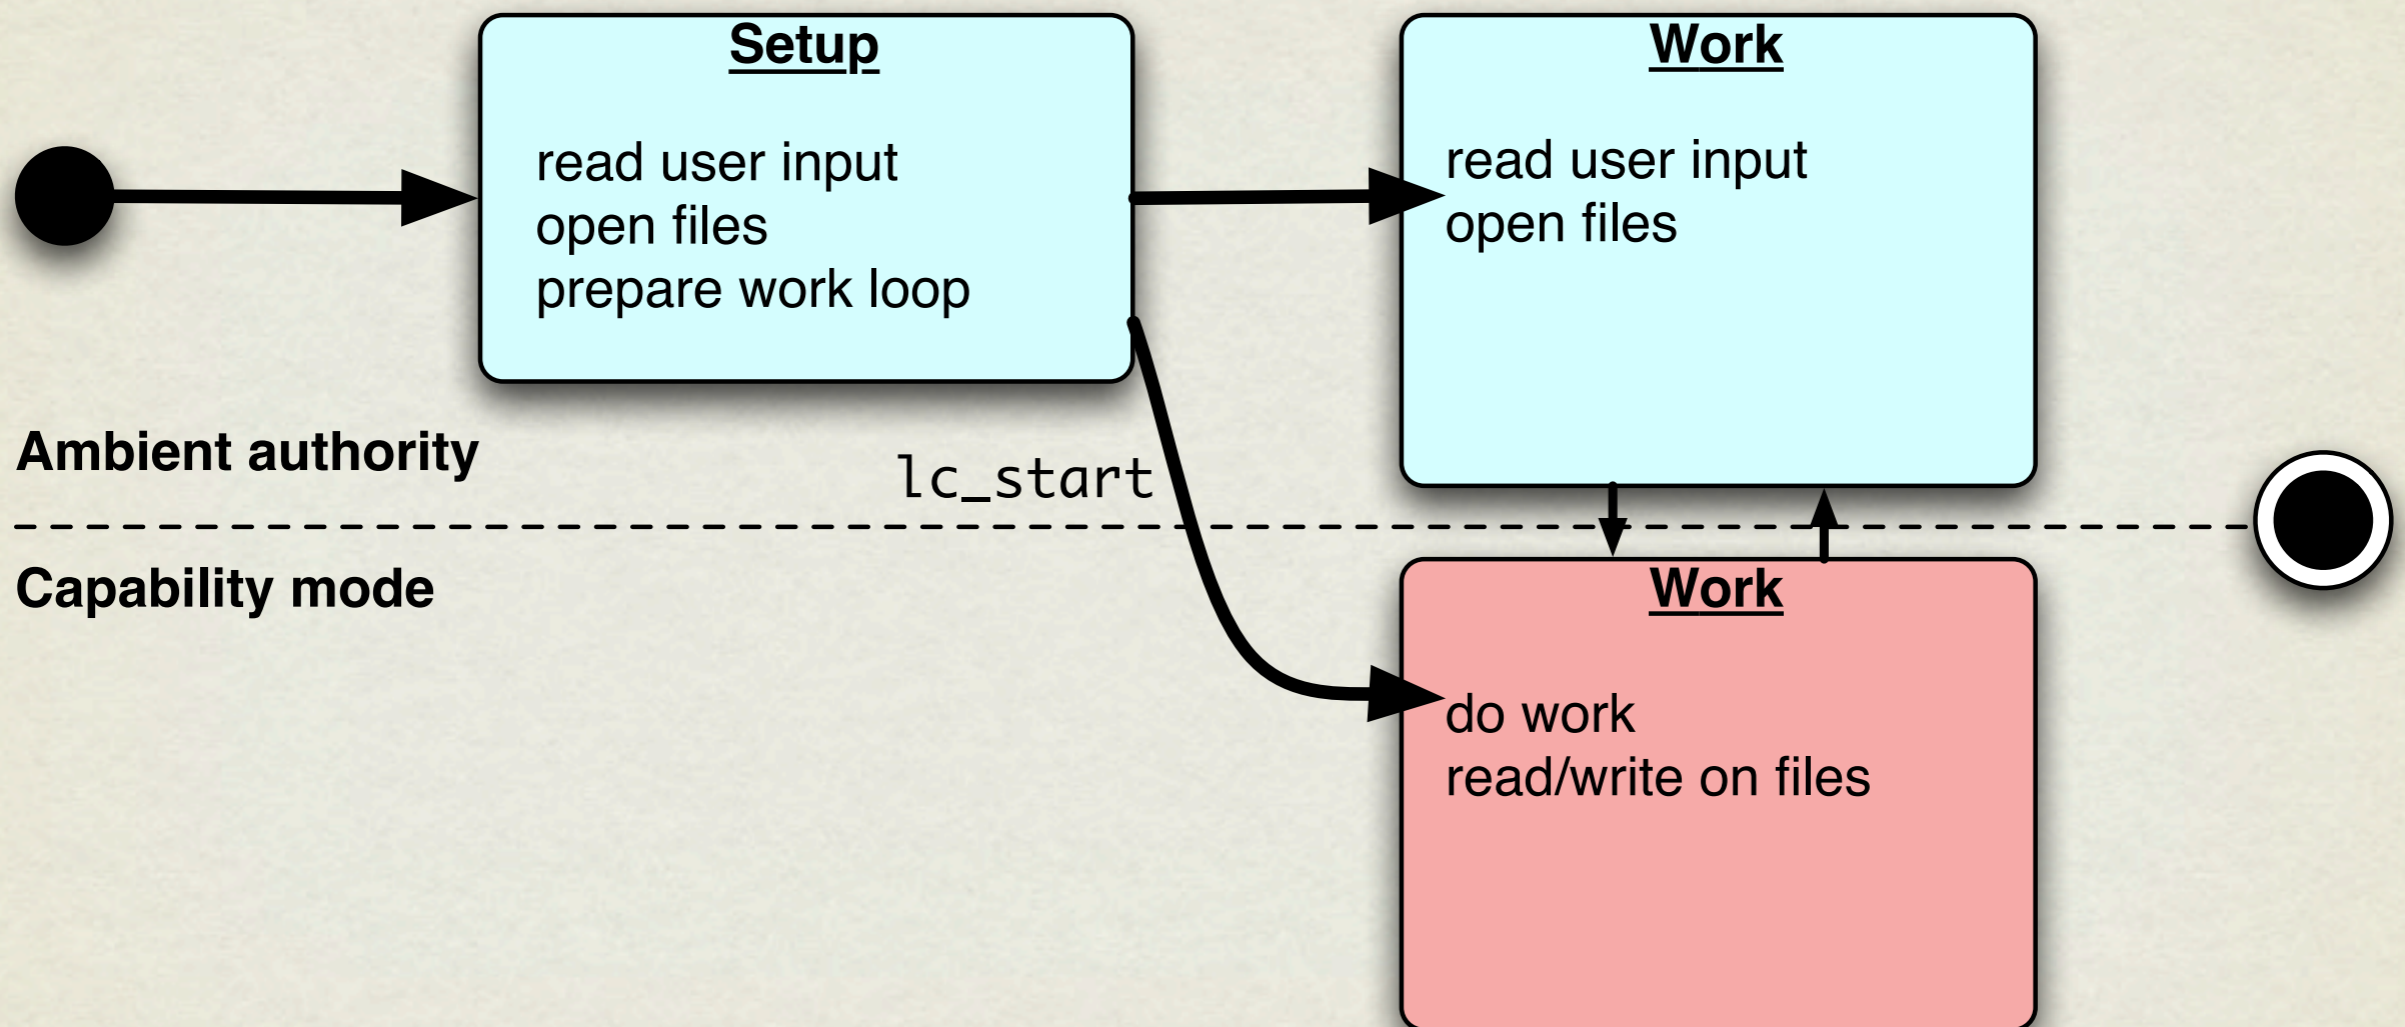 Setup
read user input
open files
prepare work loop
Work
read user input
open files
Ambient authority
lc_start
Capability mode
Work
do work
read/write on files